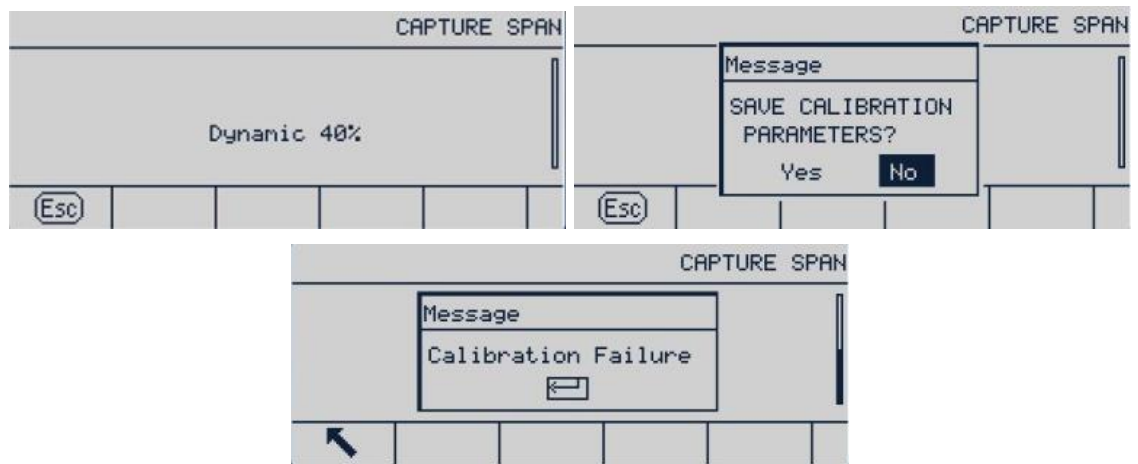 CAPTURE SPAN
Dynamic 40%
Esc
CAPTURE SPAN
Message
SAVE CALIBRATION
PARAMETERS?
Yes No
Esc
CAPTURE SPAN
Message
Calibration Failure